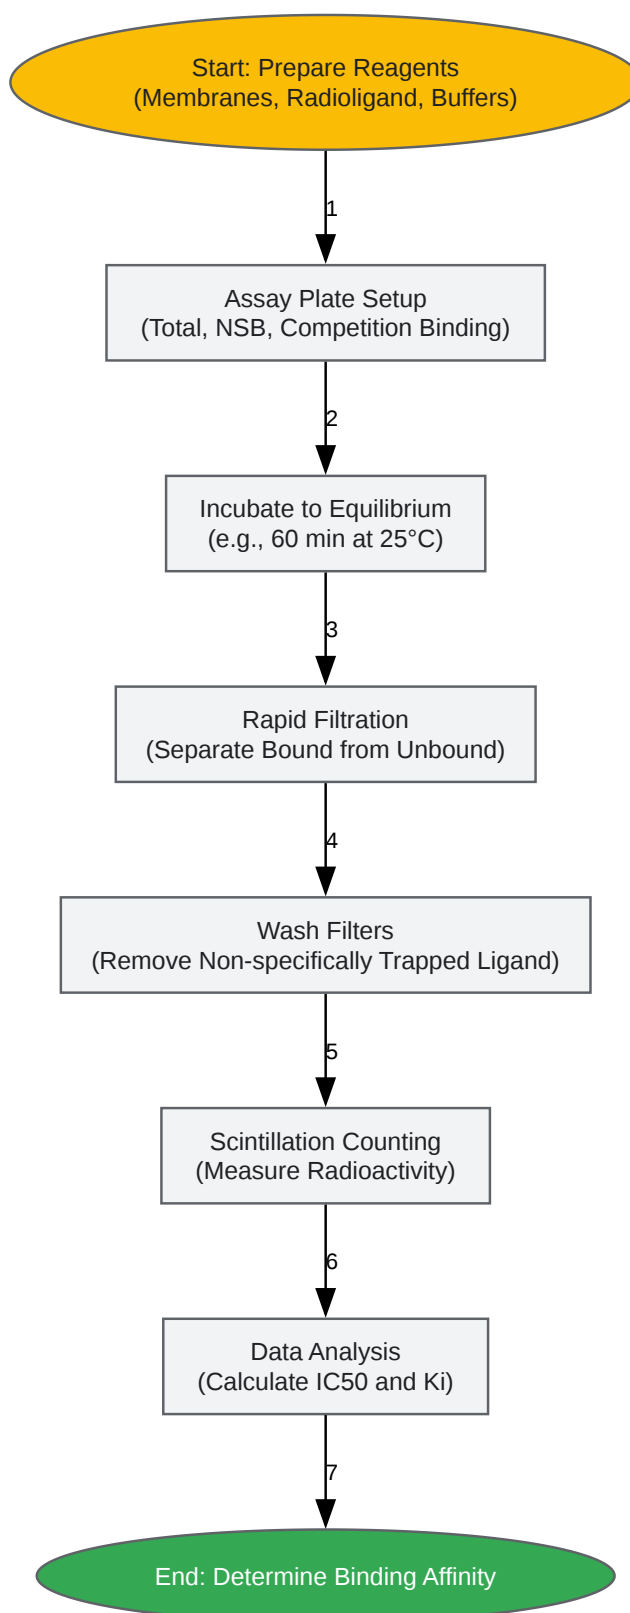 Start: Prepare Reagents
(Membranes, Radioligand, Buffers)
1
Assay Plate Setup
(Total, NSB, Competition Binding)
2
Incubate to Equilibrium
(e.g., 60 min at 25°C)
3
Rapid Filtration
(Separate Bound from Unbound)
4
Wash Filters
(Remove Non-specifically Trapped Ligand)
5
Scintillation Counting
(Measure Radioactivity)
6
Data Analysis
(Calculate IC50 and Ki)
7
End: Determine Binding Affinity